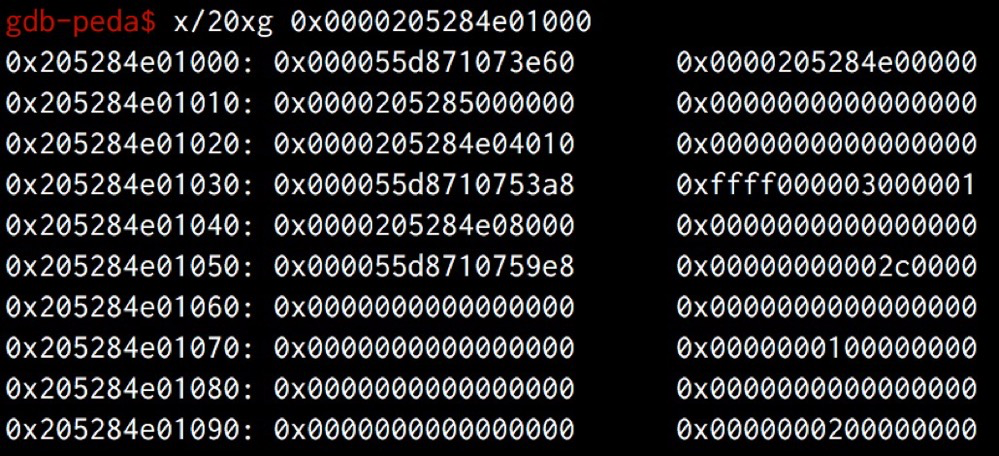 gdb-peda$ x/20xg 0x0000205284e01000
0x205284e01000: 0x000055d871073e60 0x0000205284e00000
0x205284e01010: 0x0000205285000000 0x0000000000000000
0x205284e01020: 0x0000205284e04010 0x0000000000000000
0x205284e01030: 0x000055d8710753a8 0xffff000003000001
0x205284e01040: 0x0000205284e08000 0x0000000000000000
0x205284e01050: 0x000055d8710759e8 0x00000000002c0000
0x205284e01060: 0x0000000000000000 0x0000000000000000
0x205284e01070: 0x0000000000000000 0x0000000100000000
0x205284e01080: 0x0000000000000000 0x0000000000000000
0x205284e01090: 0x0000000000000000 0x0000000200000000